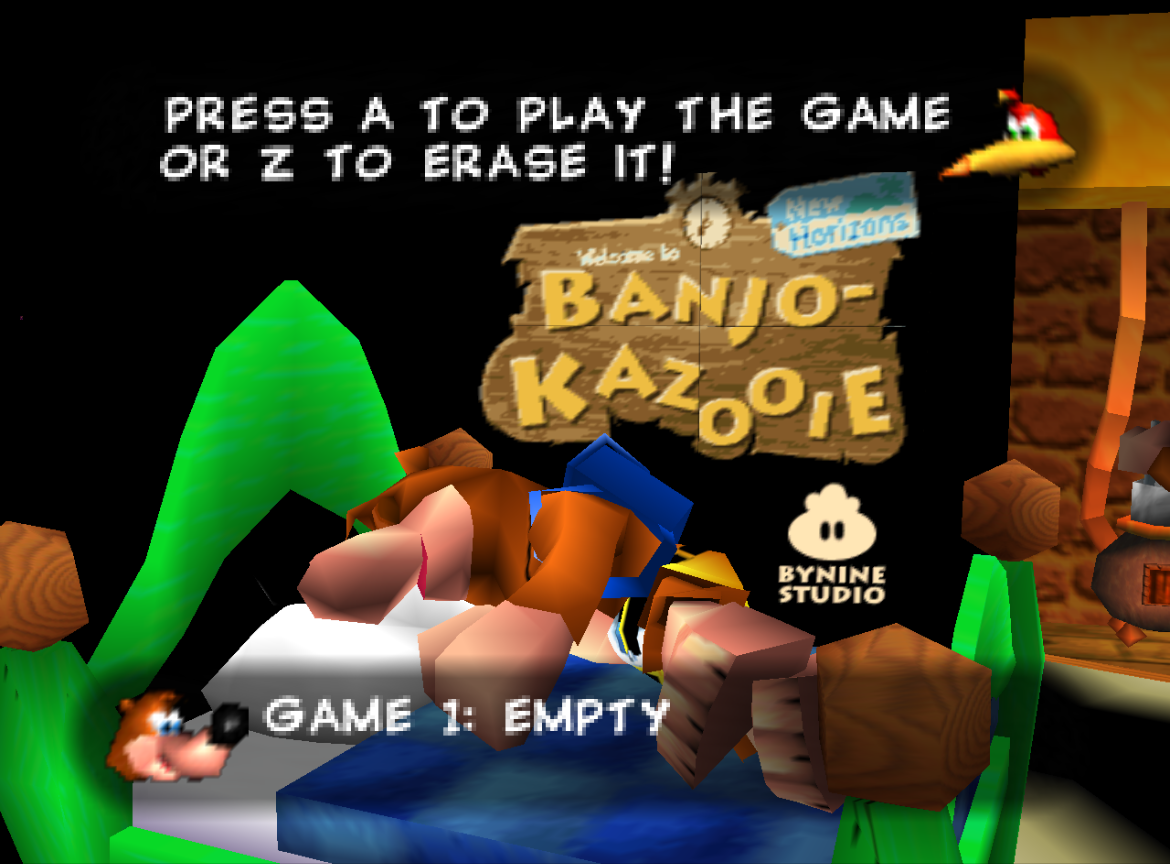 PRESS A TO PLAY THE GAME
OR Z TO ERASE IT!
New
Horizons
Welcome to
BANJO-
KAZOOIE
BYNINE
STUDIO
GAME 1: EMPTY